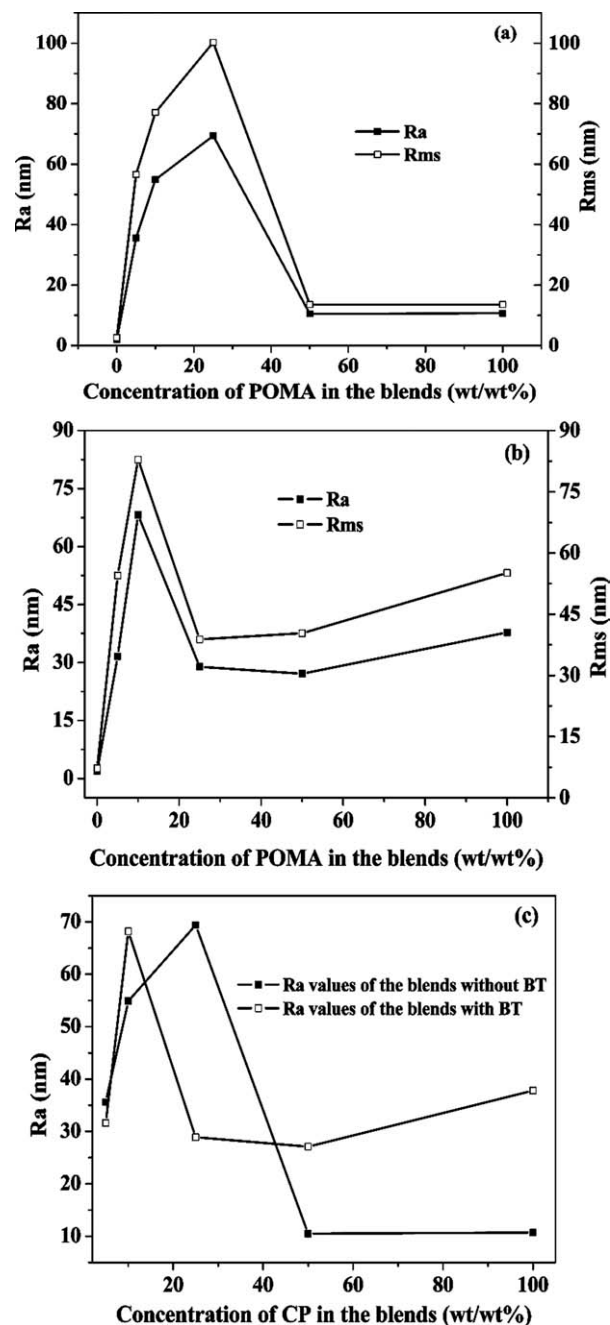 (a)
100
80
60
40
20
0
Ra (nm)
Ra
Rms
100
80
60
40
20
0
Rms (nm)
0 20 40 60 80 100
Concentration of POMA in the blends (wt/wt%)
(b)
90
75
60
45
30
15
0
Ra (nm)
Ra
Rms
90
75
60
45
30
15
0
Rms (nm)
0 20 40 60 80 100
Concentration of POMA in the blends (wt/wt%)
(c)
70
60
50
40
30
20
10
Ra (nm)
Ra values of the blends without BT
Ra values of the blends with BT
20 40 60 80 100
Concentration of CP in the blends (wt/wt%)